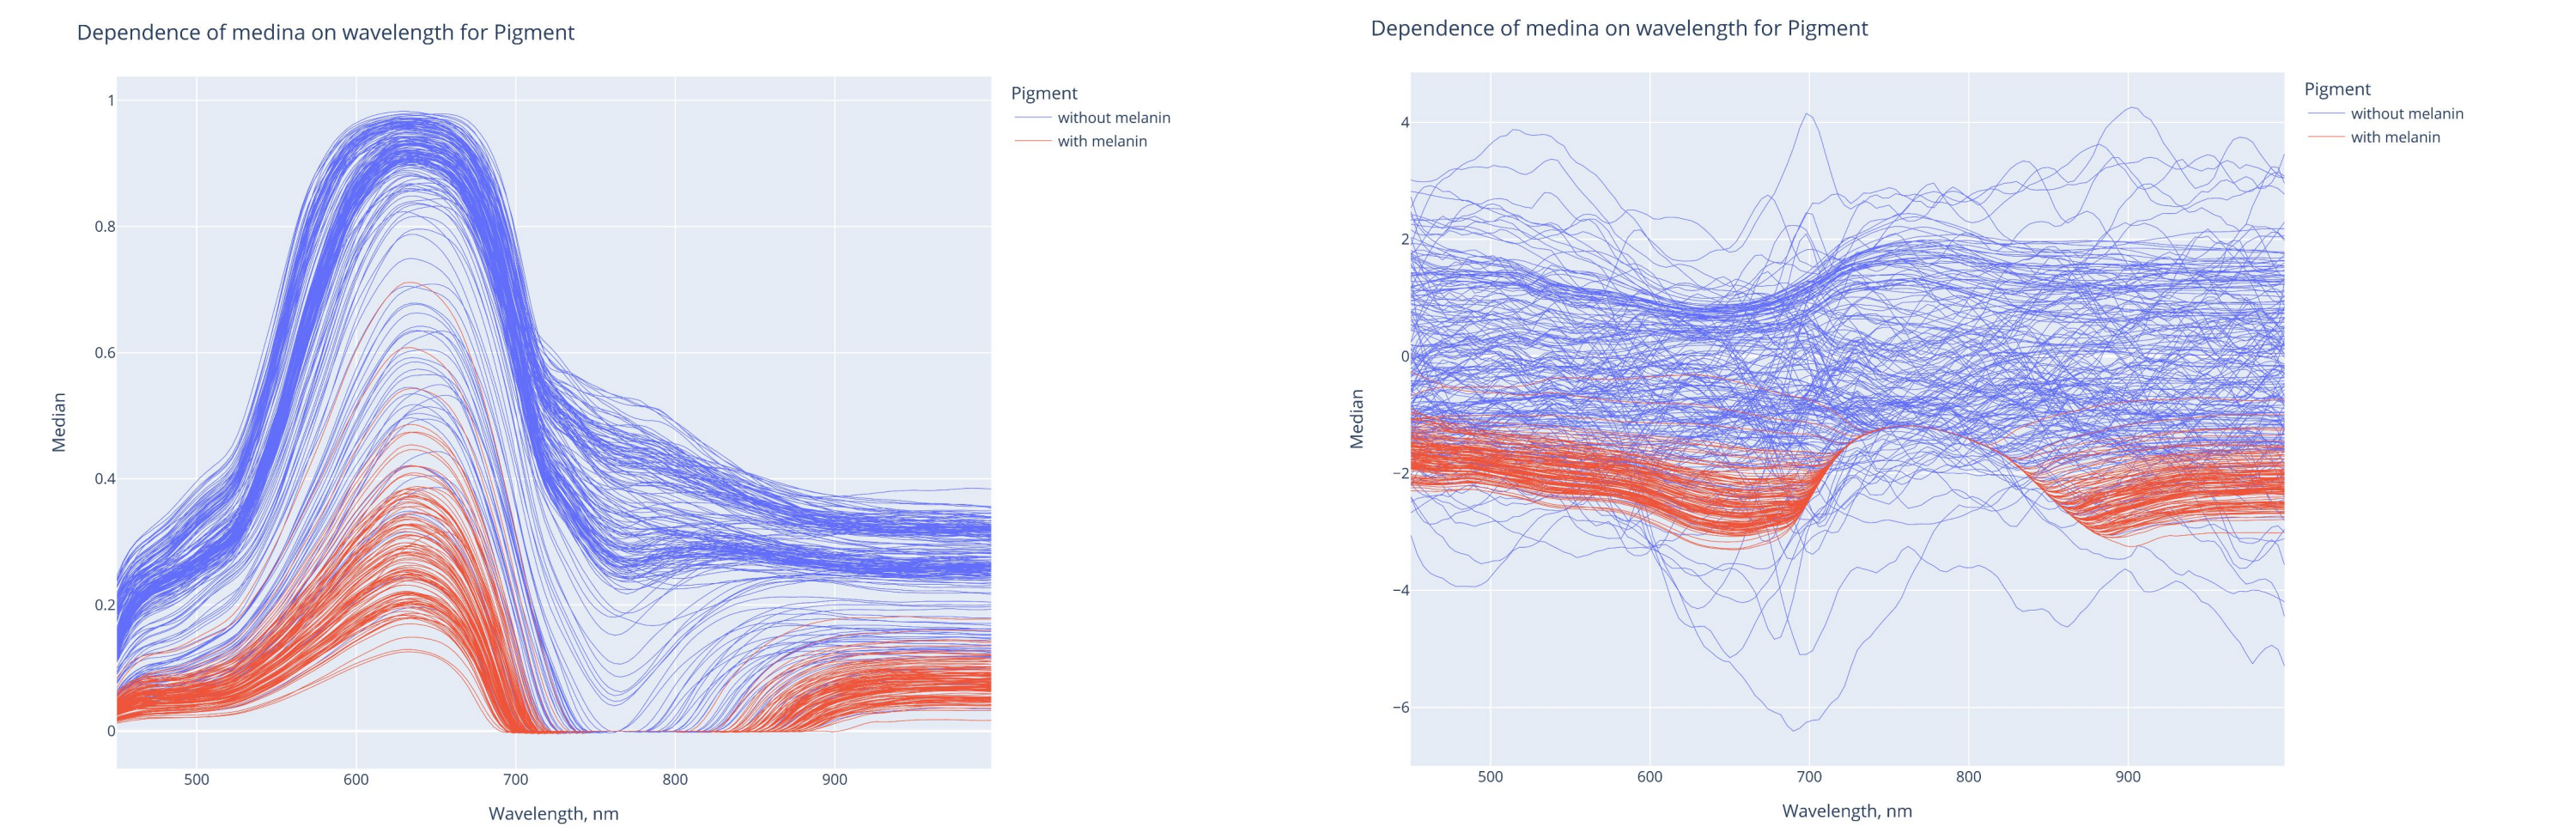 Dependence of medina on wavelength for Pigment
Pigment
without melanin
with melanin
1
0.8
0.6
0.4
0.2
0
Median
500
600
700
800
900
Wavelength, nm
Dependence of medina on wavelength for Pigment
Pigment
without melanin
with melanin
4
2
0
−2
−4
−6
Median
500
600
700
800
900
Wavelength, nm